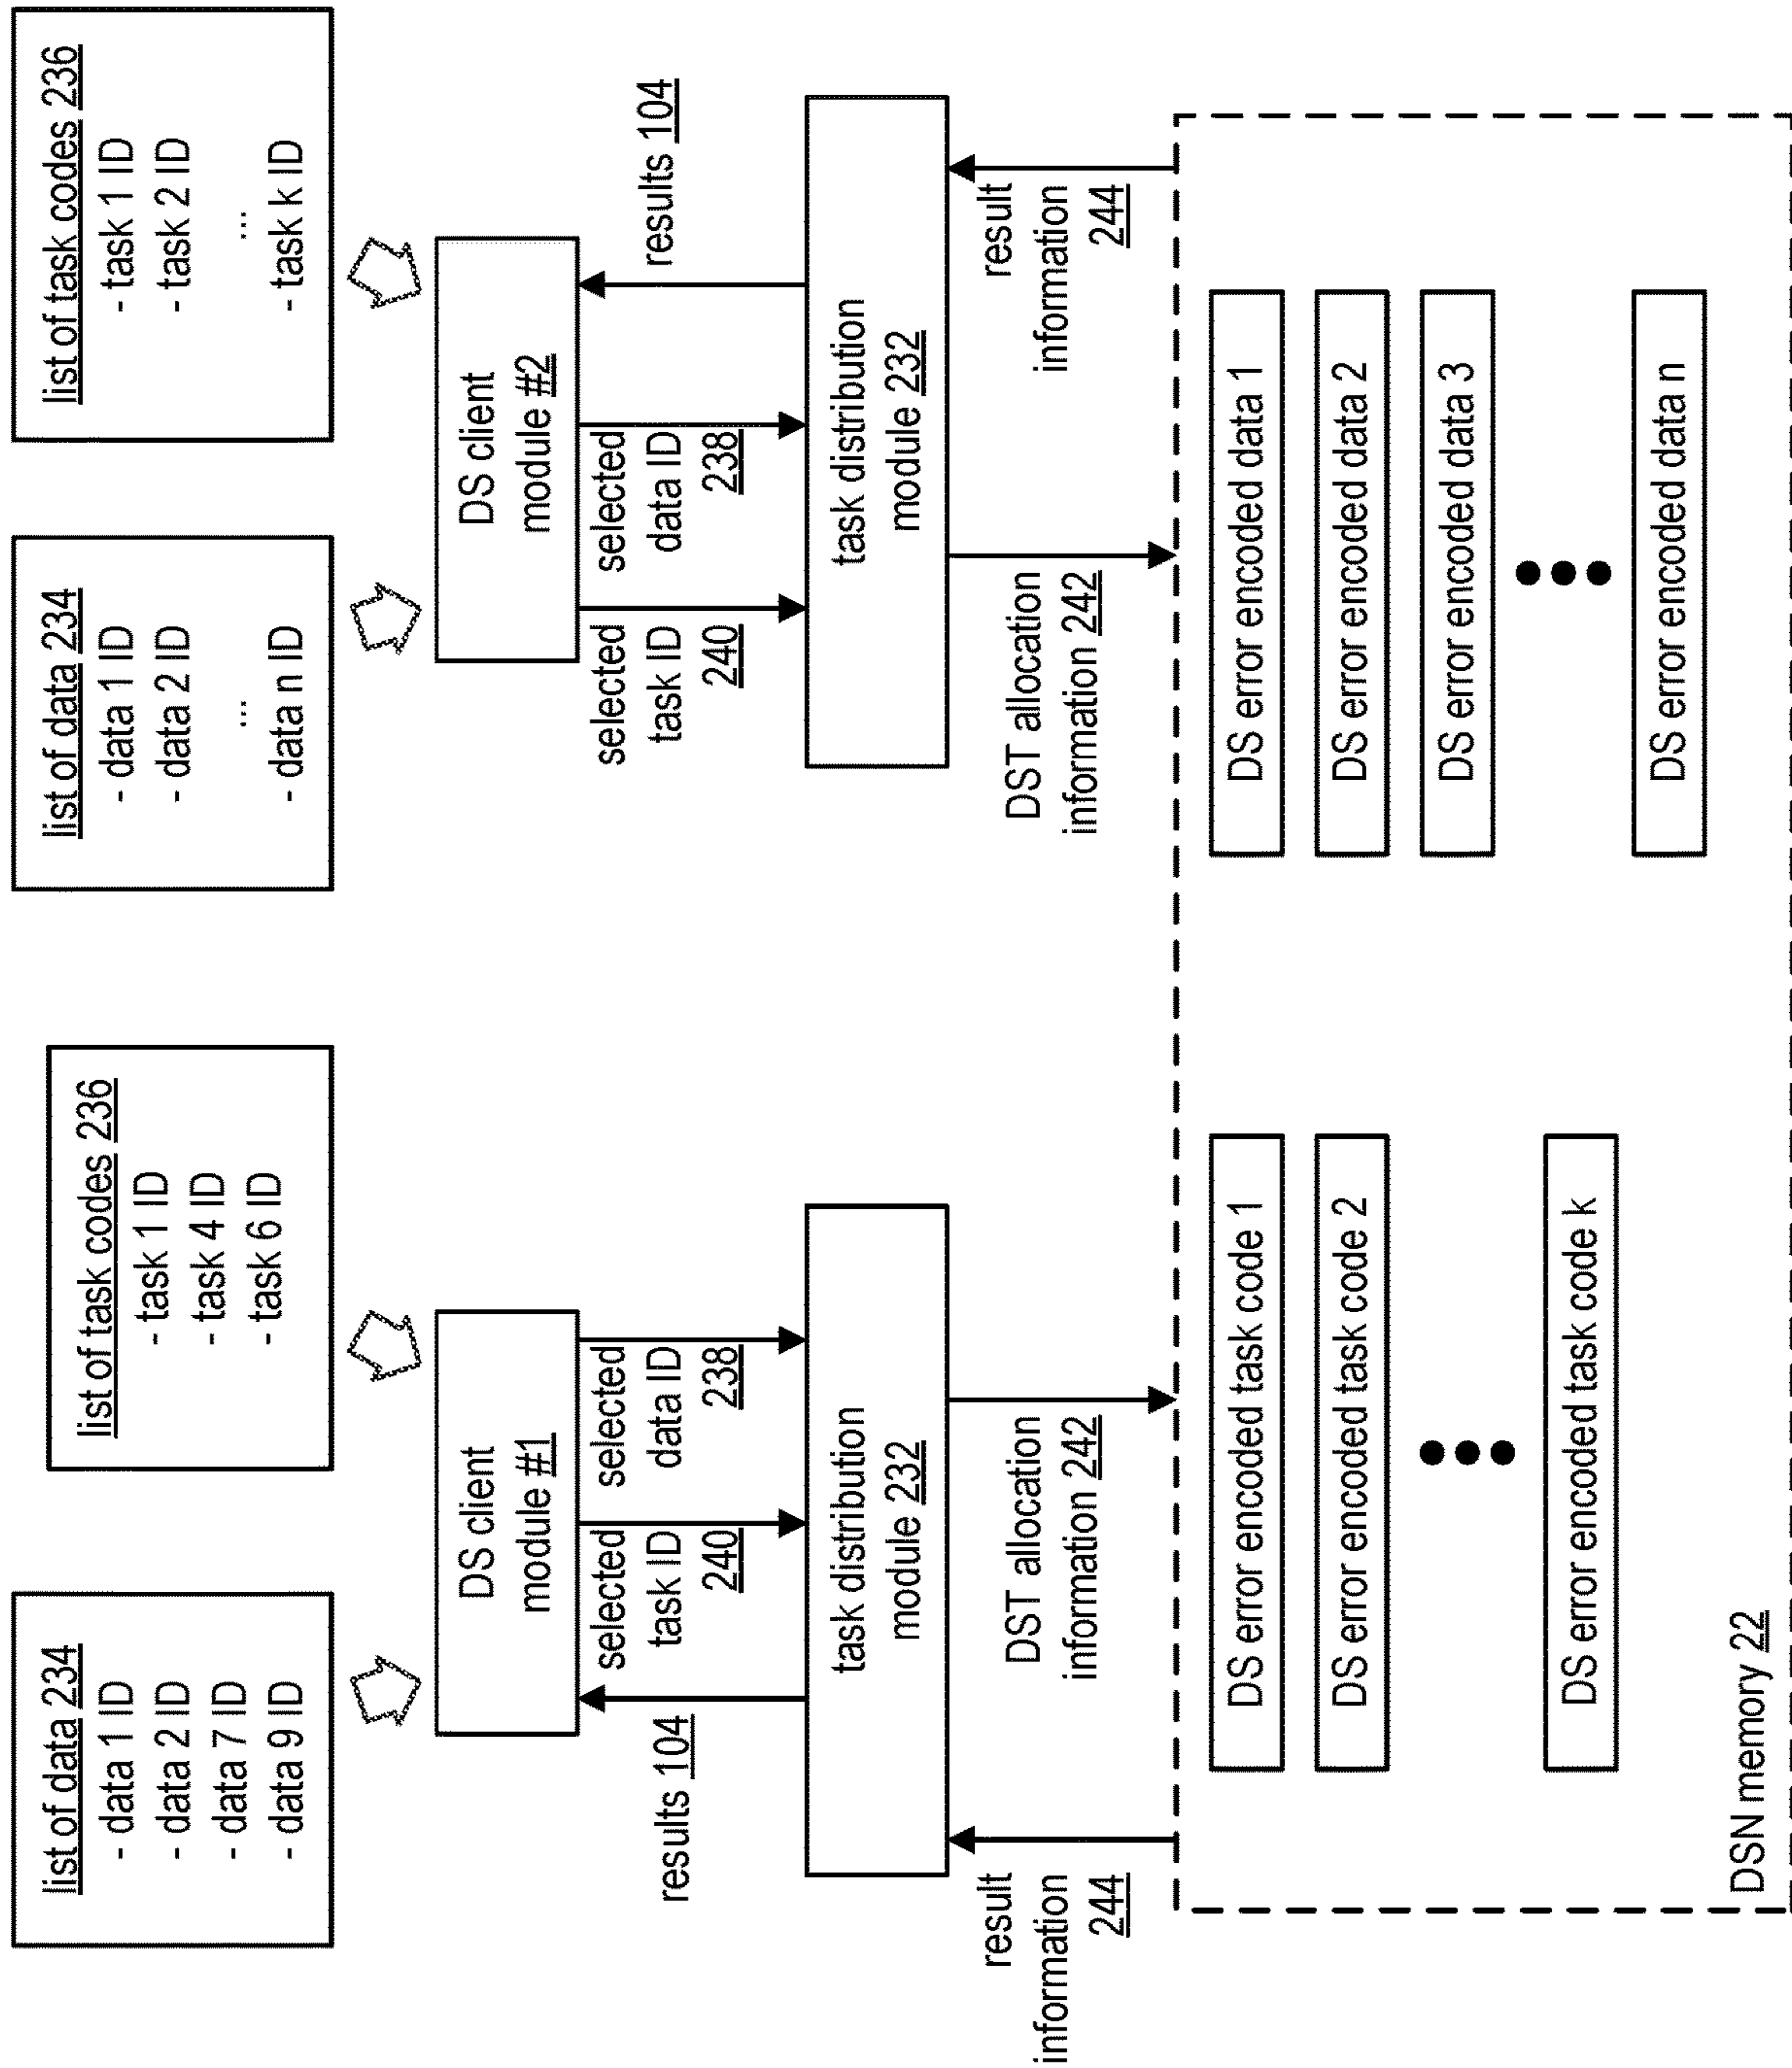 list of data 234
- data 1 ID
- data 2 ID
- data 7 ID
- data 9 ID
list of task codes 236
- task 1 ID
- task 4 ID
- task 6 ID
list of data 234
- data 1 ID
- data 2 ID
...
- data n ID
list of task codes 236
- task 1 ID
- task 2 ID
...
- task k ID
DS client
module #1
DS client
module #2
results 104
selected
task ID
240
selected
data ID
238
selected
task ID
240
selected
data ID
238
results 104
task distribution
module 232
task distribution
module 232
result
information
244
DST allocation
information 242
DST allocation
information 242
result
information
244
DS error encoded task code 1
DS error encoded task code 2
DS error encoded task code k
DS error encoded data 1
DS error encoded data 2
DS error encoded data 3
DS error encoded data n
DSN memory 22